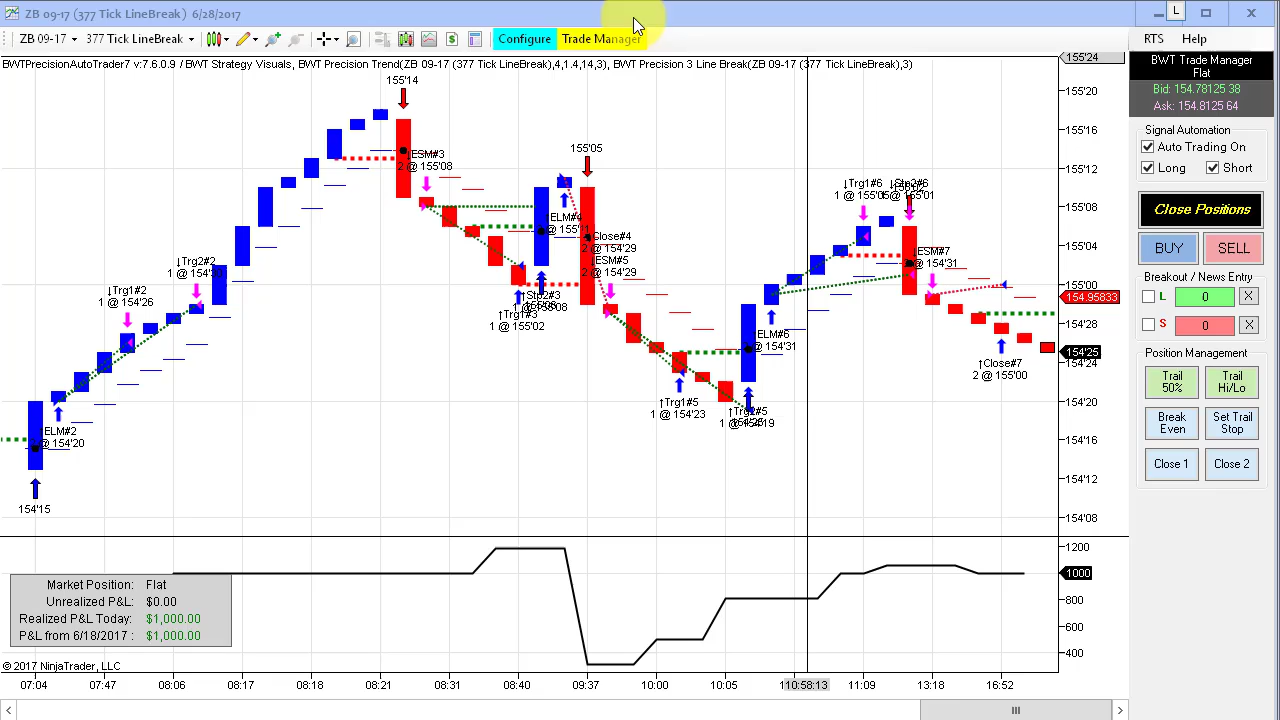 ZB 09-17 (377 Tick LineBreak) 6/28/2017
L
ZB 09-17 377 Tick LineBreak Configure Trade Manager RTS Help
BWTPrecisionAutoTrader7 v:7.6.0.9 / BWT Strategy Visuals, BWT Precision Trend(ZB 09-17 (377 Tick LineBreak),4,1.4,14,3), BWT Precision 3 Line Break(ZB 09-17 (377 Tick LineBreak),3)
155'14
↓ESM#3
2 @ 155'08
155'05
↓Trg1#2
1 @ 154'26
↓Trg2#2
ELM#2
2 @ 154'20
154'15
ELM#4
Close#4
2 @ 154'29
↓ESM#5
2 @ 154'29
↑Trg1#3
1 @ 155'02
↑Trg1#5
1 @ 154'23
↑Trg2#5
ELM#6
↓Trg1#6
↓Stp2#6
↓ESM#7
↑Close#7
2 @ 155'00
155'24
155'20
155'16
155'12
155'08
155'04
155'00
154.95833
154'28
154'25
154'24
154'20
154'16
154'12
154'08
1200
1000
800
600
400
Market Position: Flat
Unrealized P&L: $0.00
Realized P&L Today: $1,000.00
P&L from 6/18/2017 : $1,000.00
© 2017 NinjaTrader, LLC
07:04 07:47 08:06 08:17 08:18 08:21 08:31 08:40 09:37 10:00 10:05 10:58:13 11:09 13:18 16:52
BWT Trade Manager
Flat
Bid: 154.78125 38
Ask: 154.8125 64
Signal Automation
Auto Trading On
Long Short
Close Positions
BUY SELL
Breakout / News Entry
L 0 X
S 0 X
Position Management
Trail 50%
Trail Hi/Lo
Break Even
Set Trail Stop
Close 1 Close 2